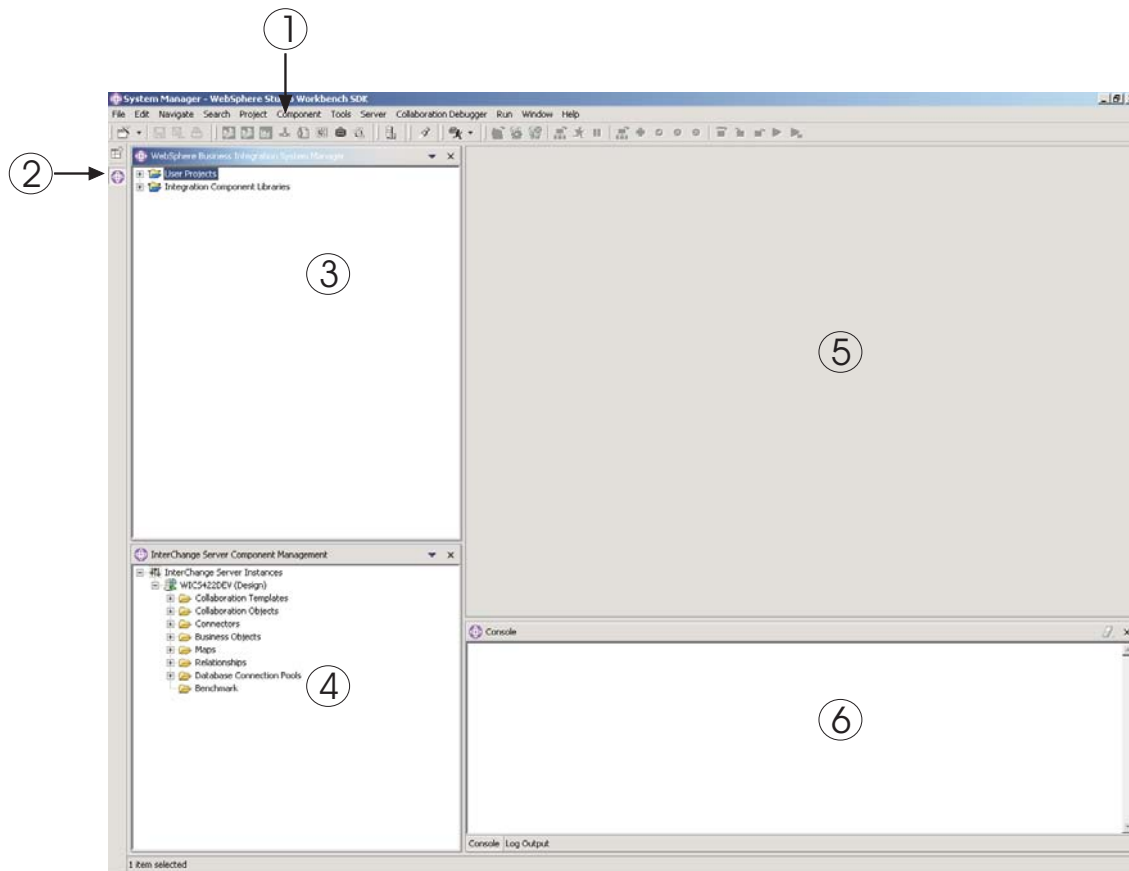 1
System Manager - WebSphere Studio Workbench SDK
File Edit Navigate Search Project Component Tools Server Collaboration Debugger Run Window Help
2
WebSphere Business Integration System Manager
User Projects
Integration Component Libraries
3
5
InterChange Server Component Management
InterChange Server Instances
WICS422DEV (Design)
Collaboration Templates
Collaboration Objects
Connectors
Business Objects
Maps
Relationships
Database Connection Pools
Benchmark
4
Console
6
Console Log Output
1 item selected